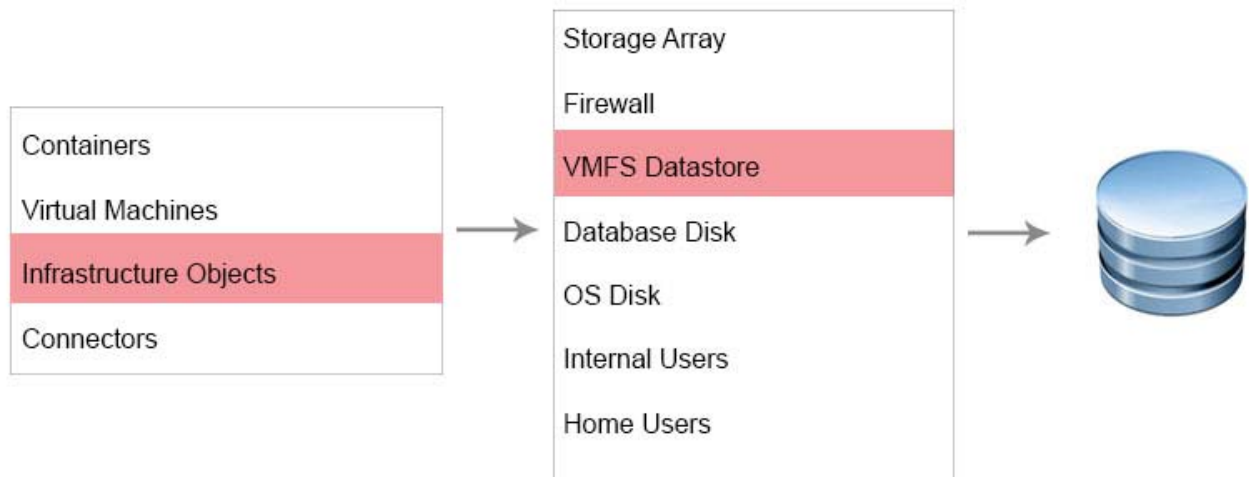 Containers
Virtual Machines
Infrastructure Objects
Connectors
Storage Array
Firewall
VMFS Datastore
Database Disk
OS Disk
Internal Users
Home Users